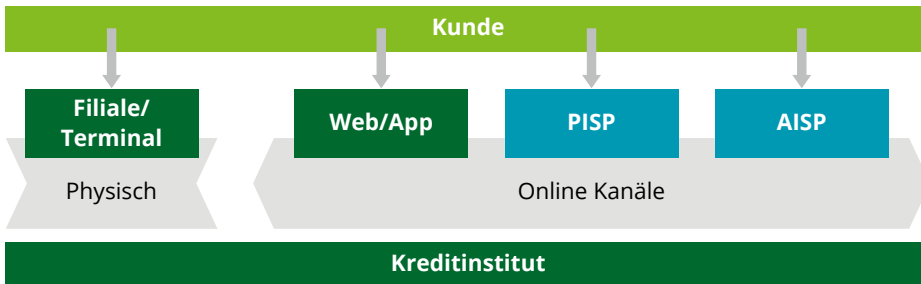 Kunde
Filiale/
Terminal
Web/App
PISP
AISP
Physisch
Online Kanäle
Kreditinstitut